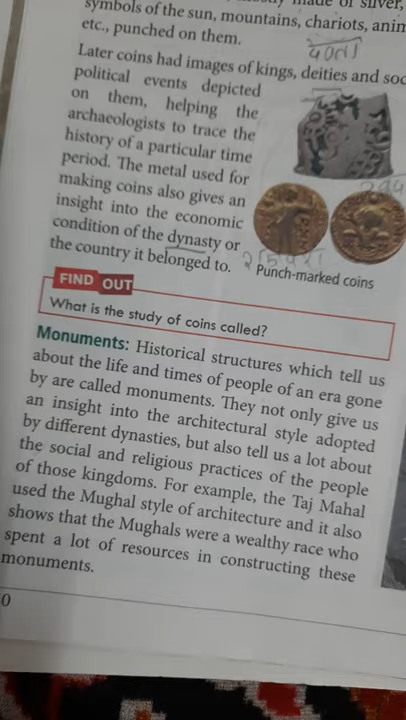 symbols of the sun, mountains, chariots, anim
etc., punched on them.
Later coins had images of kings, deities and soc
political events depicted
on them, helping the
archaeologists to trace the
history of a particular time
period. The metal used for
making coins also gives an
insight into the economic
condition of the dynasty or
the country it belonged to.
Punch-marked coins
FIND OUT
What is the study of coins called?
Monuments: Historical structures which tell us
about the life and times of people of an era gone
by are called monuments. They not only give us
an insight into the architectural style adopted
by different dynasties, but also tell us a lot about
the social and religious practices of the people
of those kingdoms. For example, the Taj Mahal
used the Mughal style of architecture and it also
shows that the Mughals were a wealthy race who
spent a lot of resources in constructing these
monuments.
0